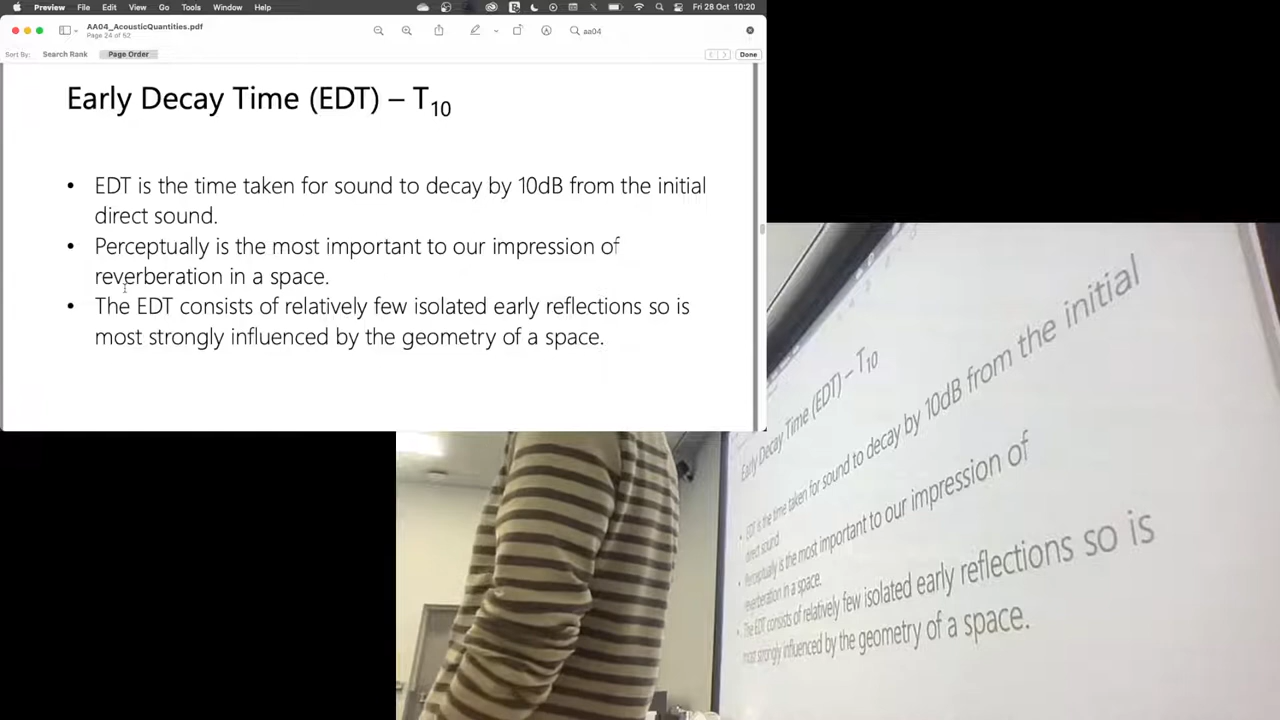 Preview File Edit View Go Tools Window Help
Fri 28 Oct 10:20
AA04_AcousticQuantities.pdf
Page 24 of 52
aa04
Sort By: Search Rank Page Order
Done
Early Decay Time (EDT) – T10
• EDT is the time taken for sound to decay by 10dB from the initial
direct sound.
• Perceptually is the most important to our impression of
reverberation in a space.
• The EDT consists of relatively few isolated early reflections so is
most strongly influenced by the geometry of a space.
Early Decay Time (EDT) – T10
• EDT is the time taken for sound to decay by 10dB from the initial
direct sound.
• Perceptually is the most important to our impression of
reverberation in a space.
• The EDT consists of relatively few isolated early reflections so is
most strongly influenced by the geometry of a space.